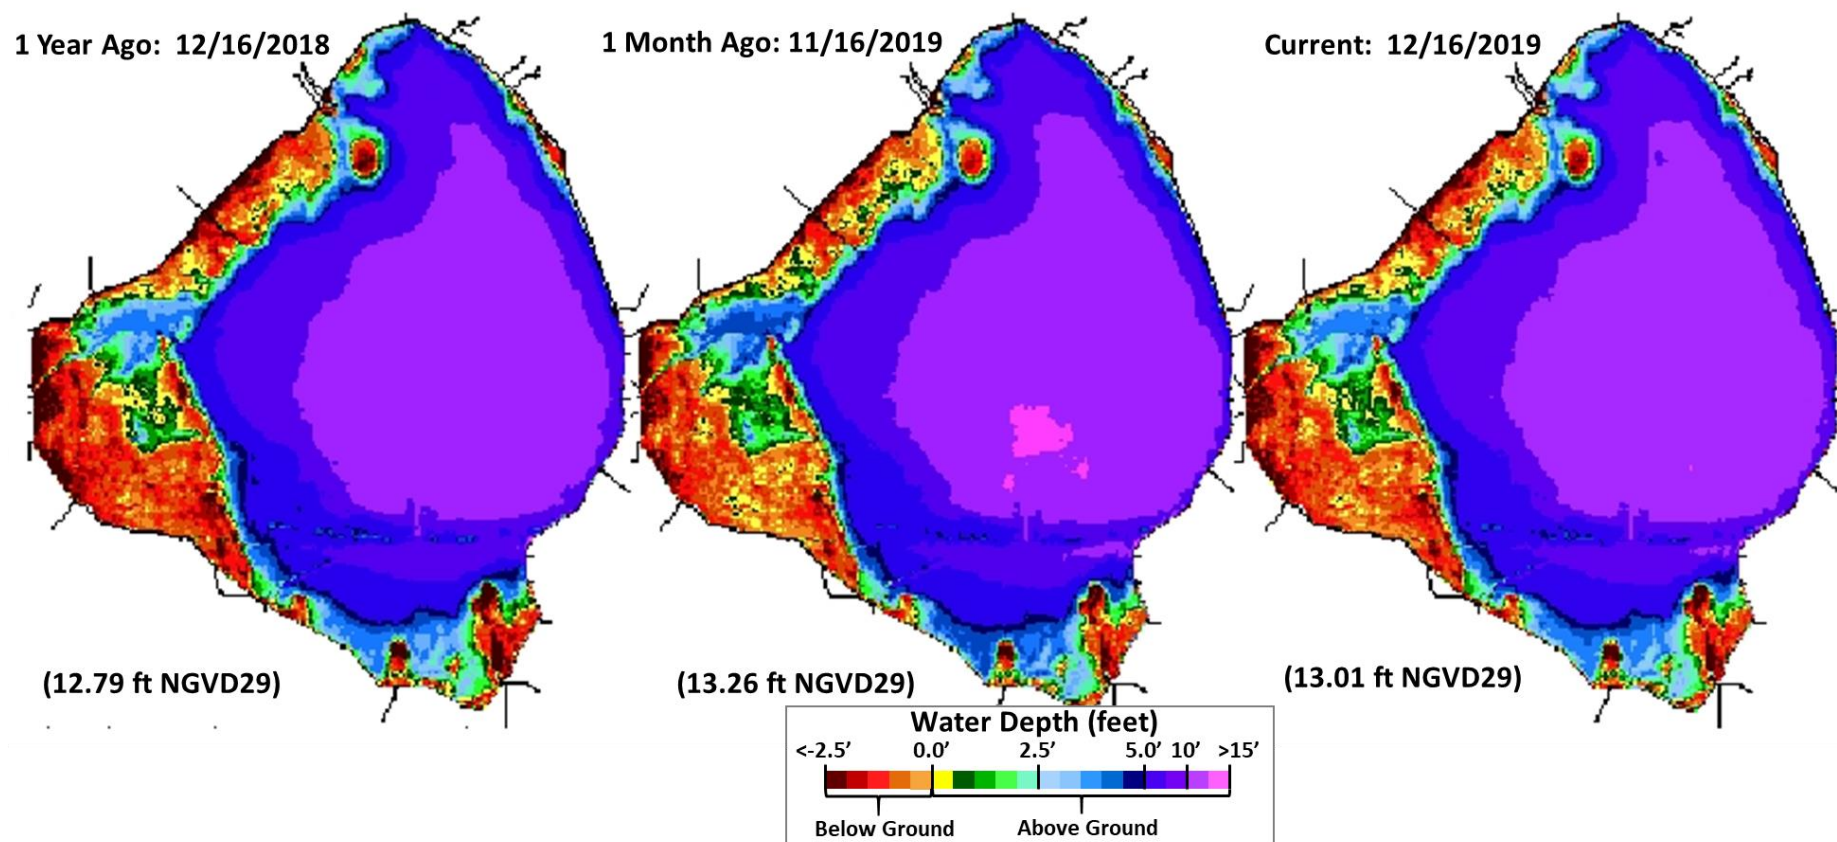 1 Year Ago: 12/16/2018
1 Month Ago: 11/16/2019
Current: 12/16/2019
(12.79 ft NGVD29)
(13.26 ft NGVD29)
(13.01 ft NGVD29)
Water Depth (feet)
<-2.5’ 0.0’ 2.5’ 5.0’ 10’ >15’
Below Ground Above Ground